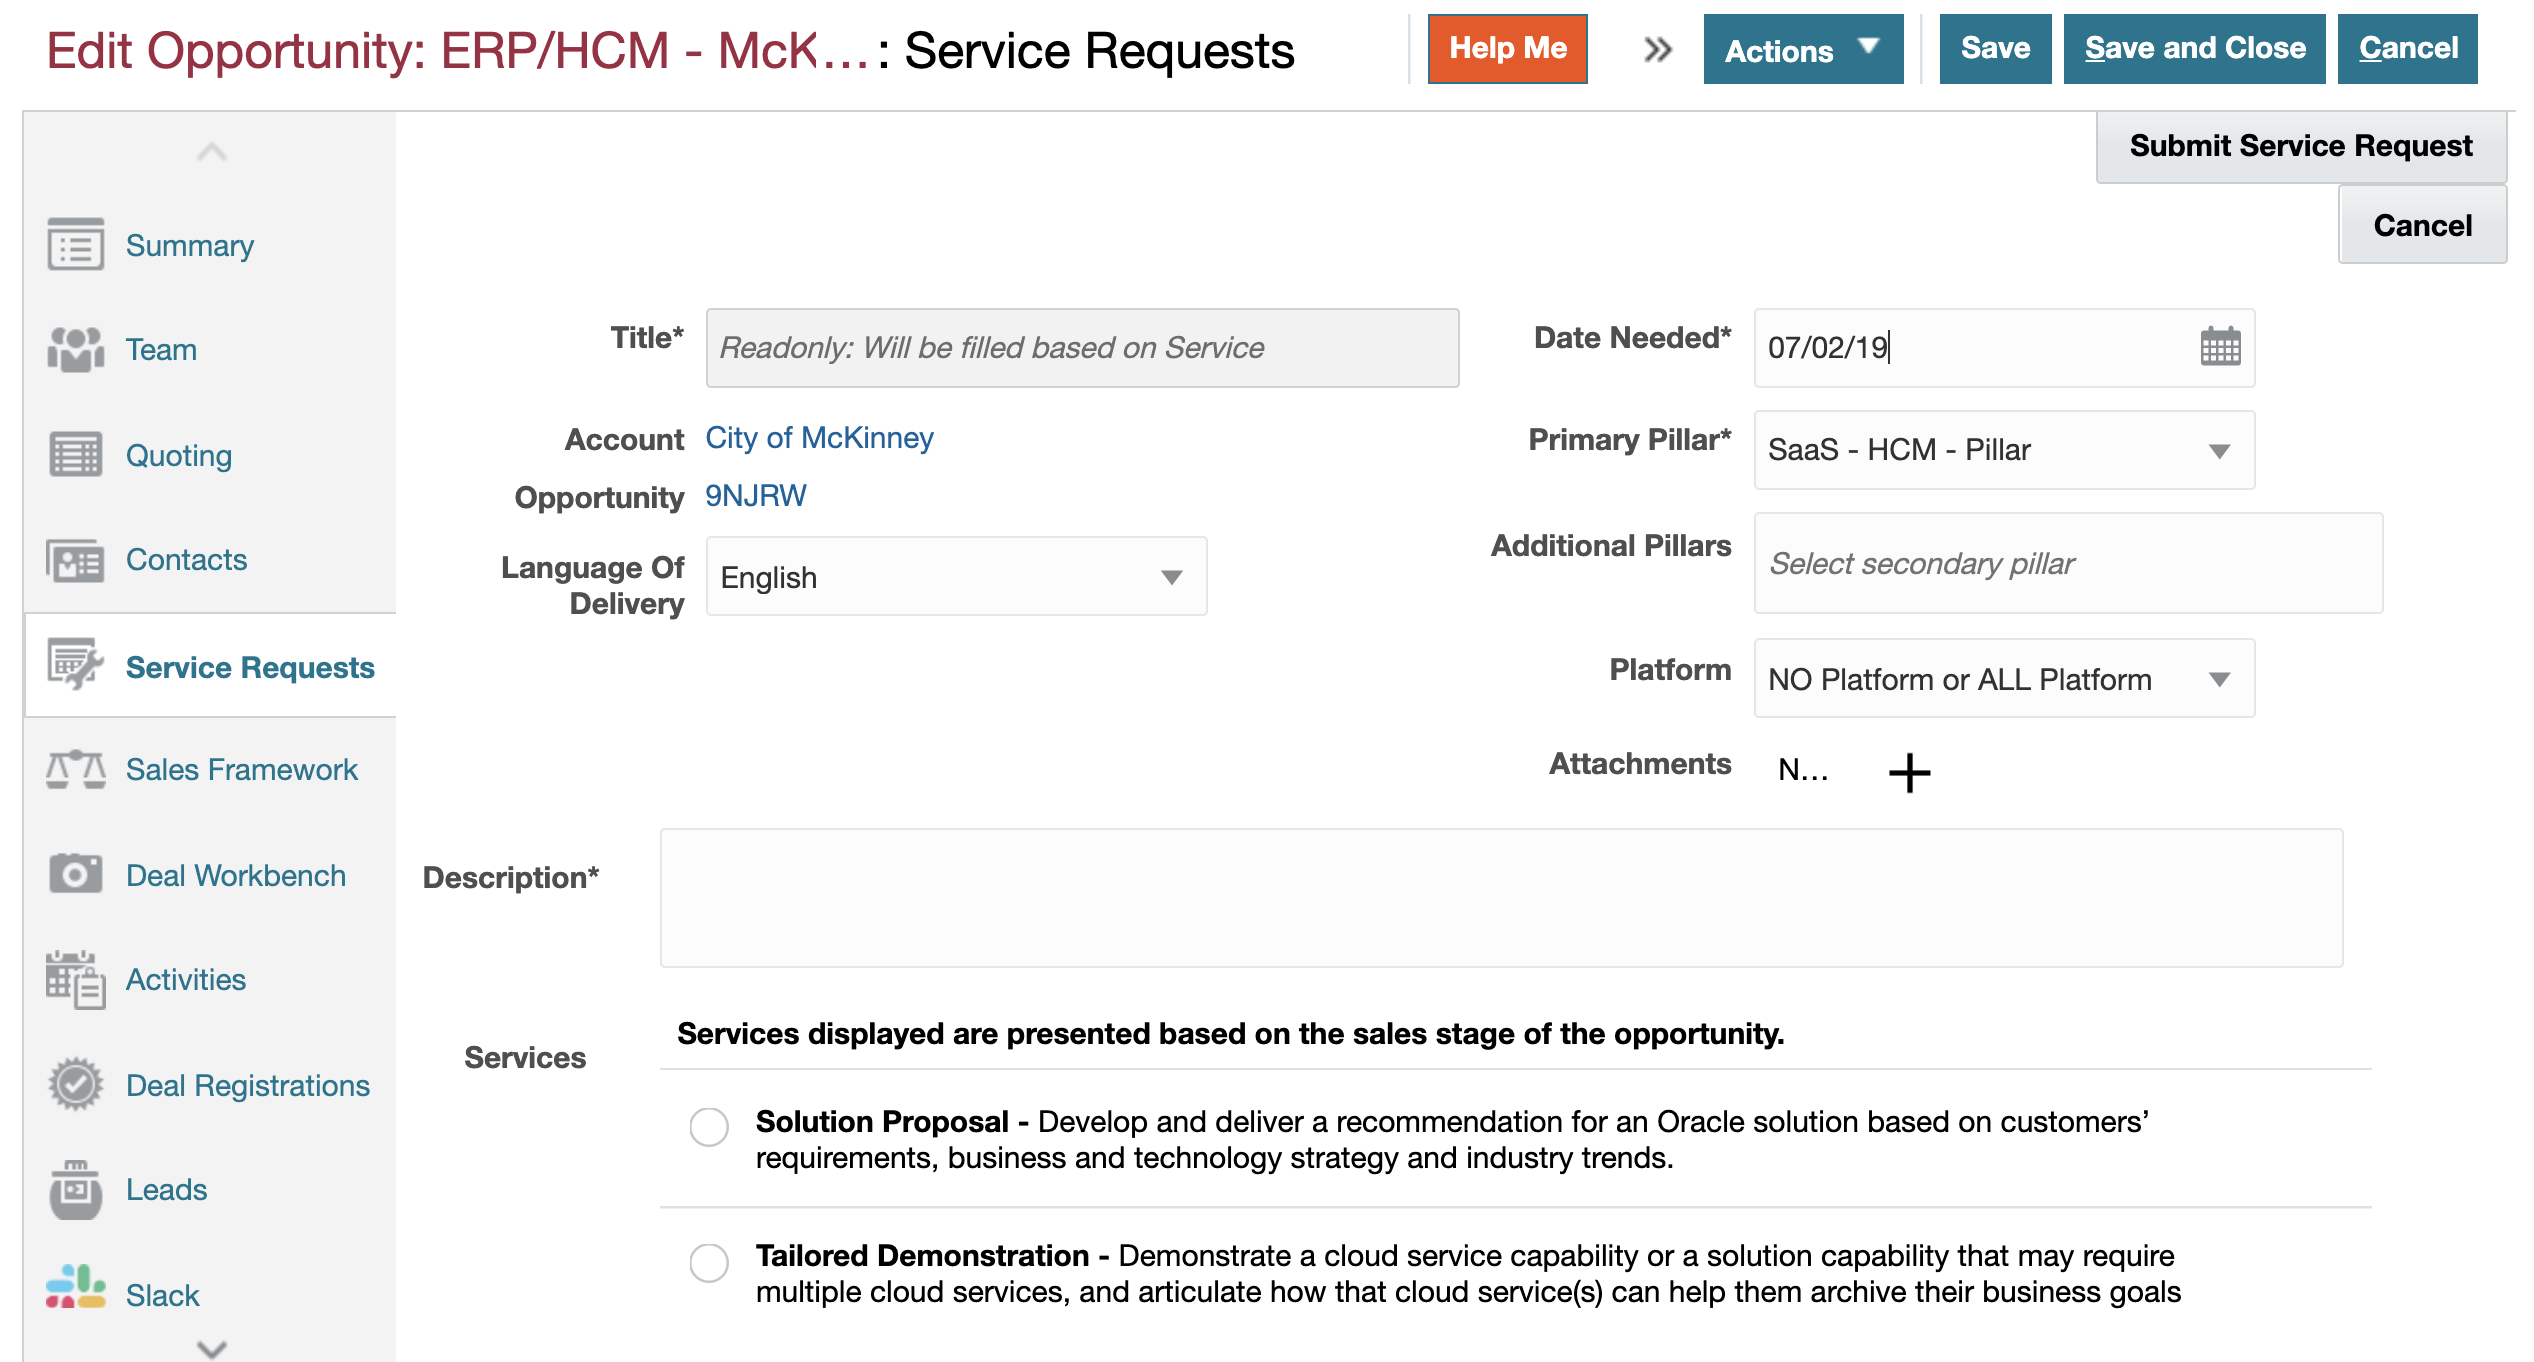 Edit Opportunity: ERP/HCM - McK... : Service Requests
Help Me
Actions
Save
Save and Close
Cancel
Submit Service Request
Cancel
Summary
Team
Quoting
Contacts
Service Requests
Sales Framework
Deal Workbench
Activities
Deal Registrations
Leads
Slack
Title* Readonly: Will be filled based on Service
Account City of McKinney
Opportunity 9NJRW
Language Of
Delivery
English
Date Needed* 07/02/19
Primary Pillar* SaaS - HCM - Pillar
Additional Pillars Select secondary pillar
Platform NO Platform or ALL Platform
Attachments N...
Description*
Services
Services displayed are presented based on the sales stage of the opportunity.
Solution Proposal - Develop and deliver a recommendation for an Oracle solution based on customers’
requirements, business and technology strategy and industry trends.
Tailored Demonstration - Demonstrate a cloud service capability or a solution capability that may require
multiple cloud services, and articulate how that cloud service(s) can help them archive their business goals